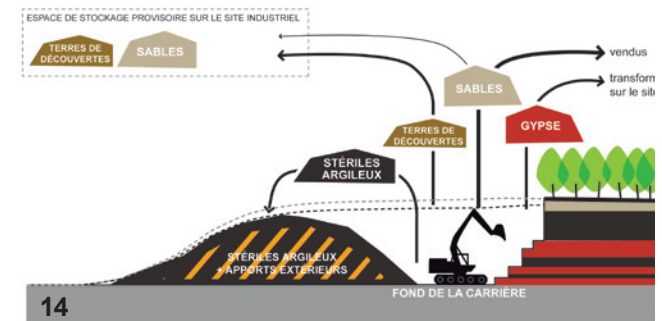 ESPACE DE STOCKAGE PROVISOIRE SUR LE SITE INDUSTRIEL
TERRES DE
DÉCOUVERTES
SABLES
vendus
transform
sur le site
SABLES
GYPSE
TERRES DE
DÉCOUVERTES
STÉRILES
ARGILEUX
STÉRILES ARGILEUX
+ APPORTS EXTÉRIEURS
FOND DE LA CARRIÈRE
14